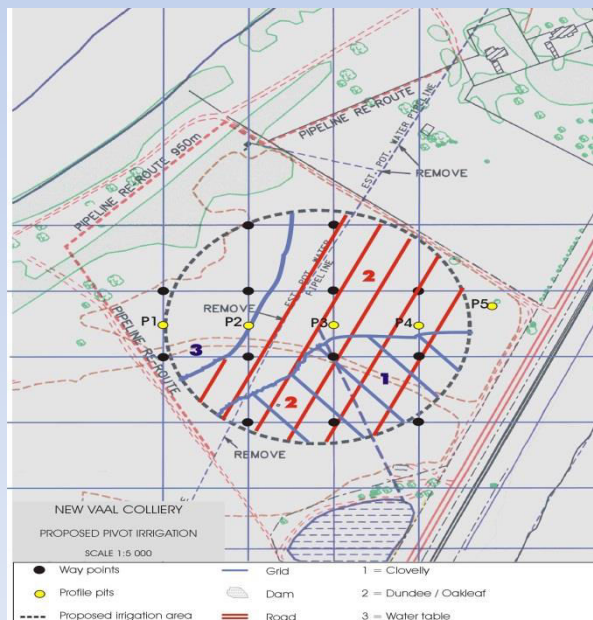 PIPELINE RE-ROUTE
EST. POT. WATER PIPELINE
PIPELINE RE-ROUTE 950m
REMOVE
EST. POT. WATER
PIPELINE
2
REMOVE
P5
P1
P2
P3
P4
3
1
PIPELINE RE-ROUTE
2
REMOVE
NEW VAAL COLLIERY
PROPOSED PIVOT IRRIGATION
SCALE 1:5 000
Way points
Grid
1 = Clovelly
Profile pits
Dam
2 = Dundee / Oakleaf
Proposed irrigation area
Road
3 = Water table